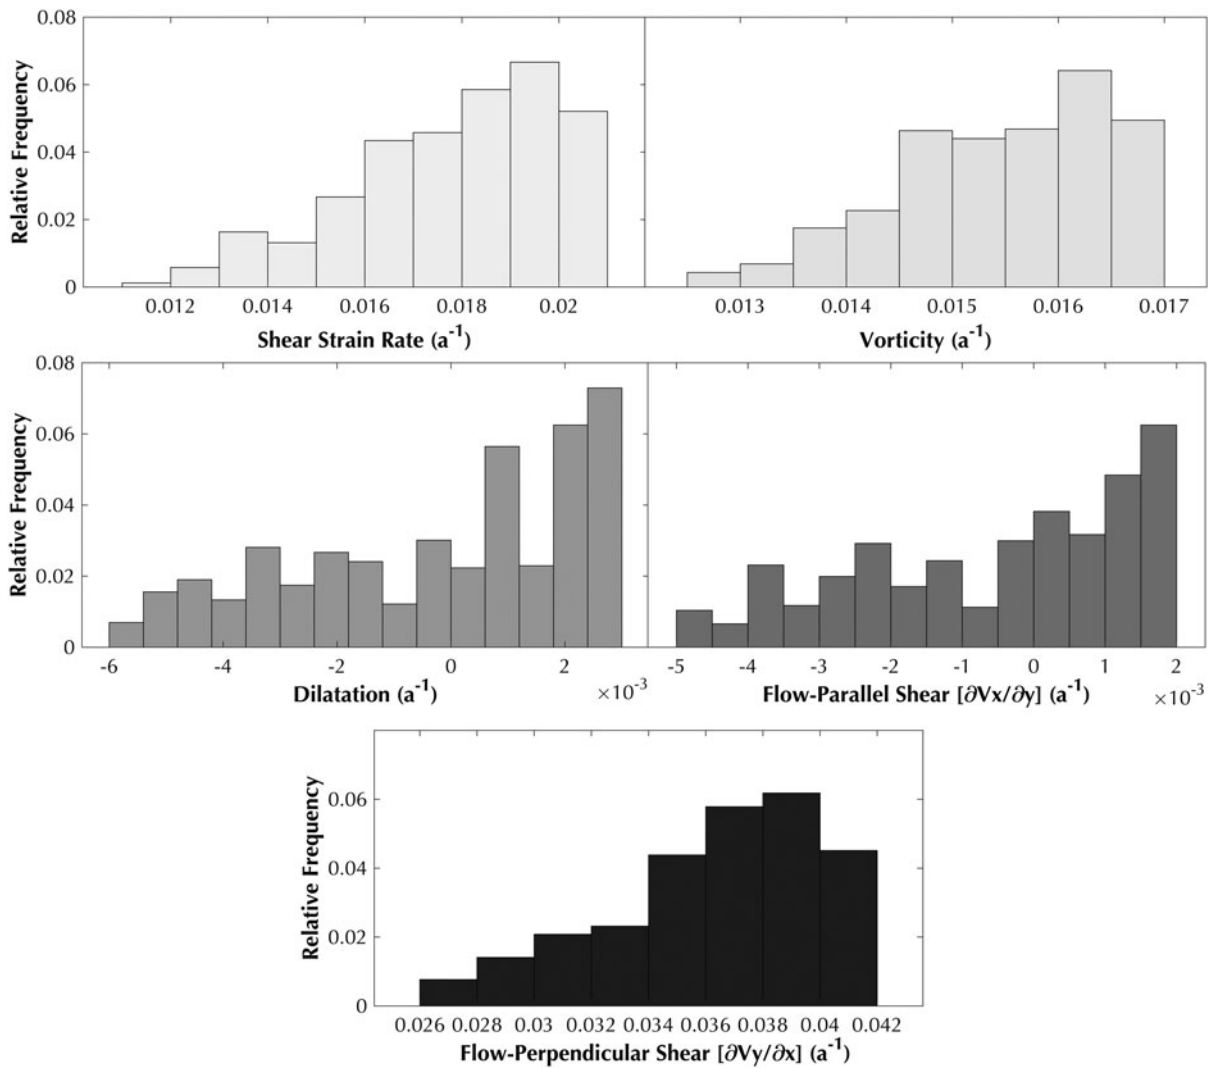 0.08
0.06
0.04
0.02
0
Relative Frequency
0.012 0.014 0.016 0.018 0.02
Shear Strain Rate (a⁻¹)
0.013 0.014 0.015 0.016 0.017
Vorticity (a⁻¹)
0.08
0.06
0.04
0.02
0
Relative Frequency
-6 -4 -2 0 2
×10⁻³
Dilatation (a⁻¹)
-5 -4 -3 -2 -1 0 1 2
×10⁻³
Flow-Parallel Shear [∂Vx/∂y] (a⁻¹)
0.06
0.04
0.02
0
Relative Frequency
0.026 0.028 0.03 0.032 0.034 0.036 0.038 0.04 0.042
Flow-Perpendicular Shear [∂Vy/∂x] (a⁻¹)